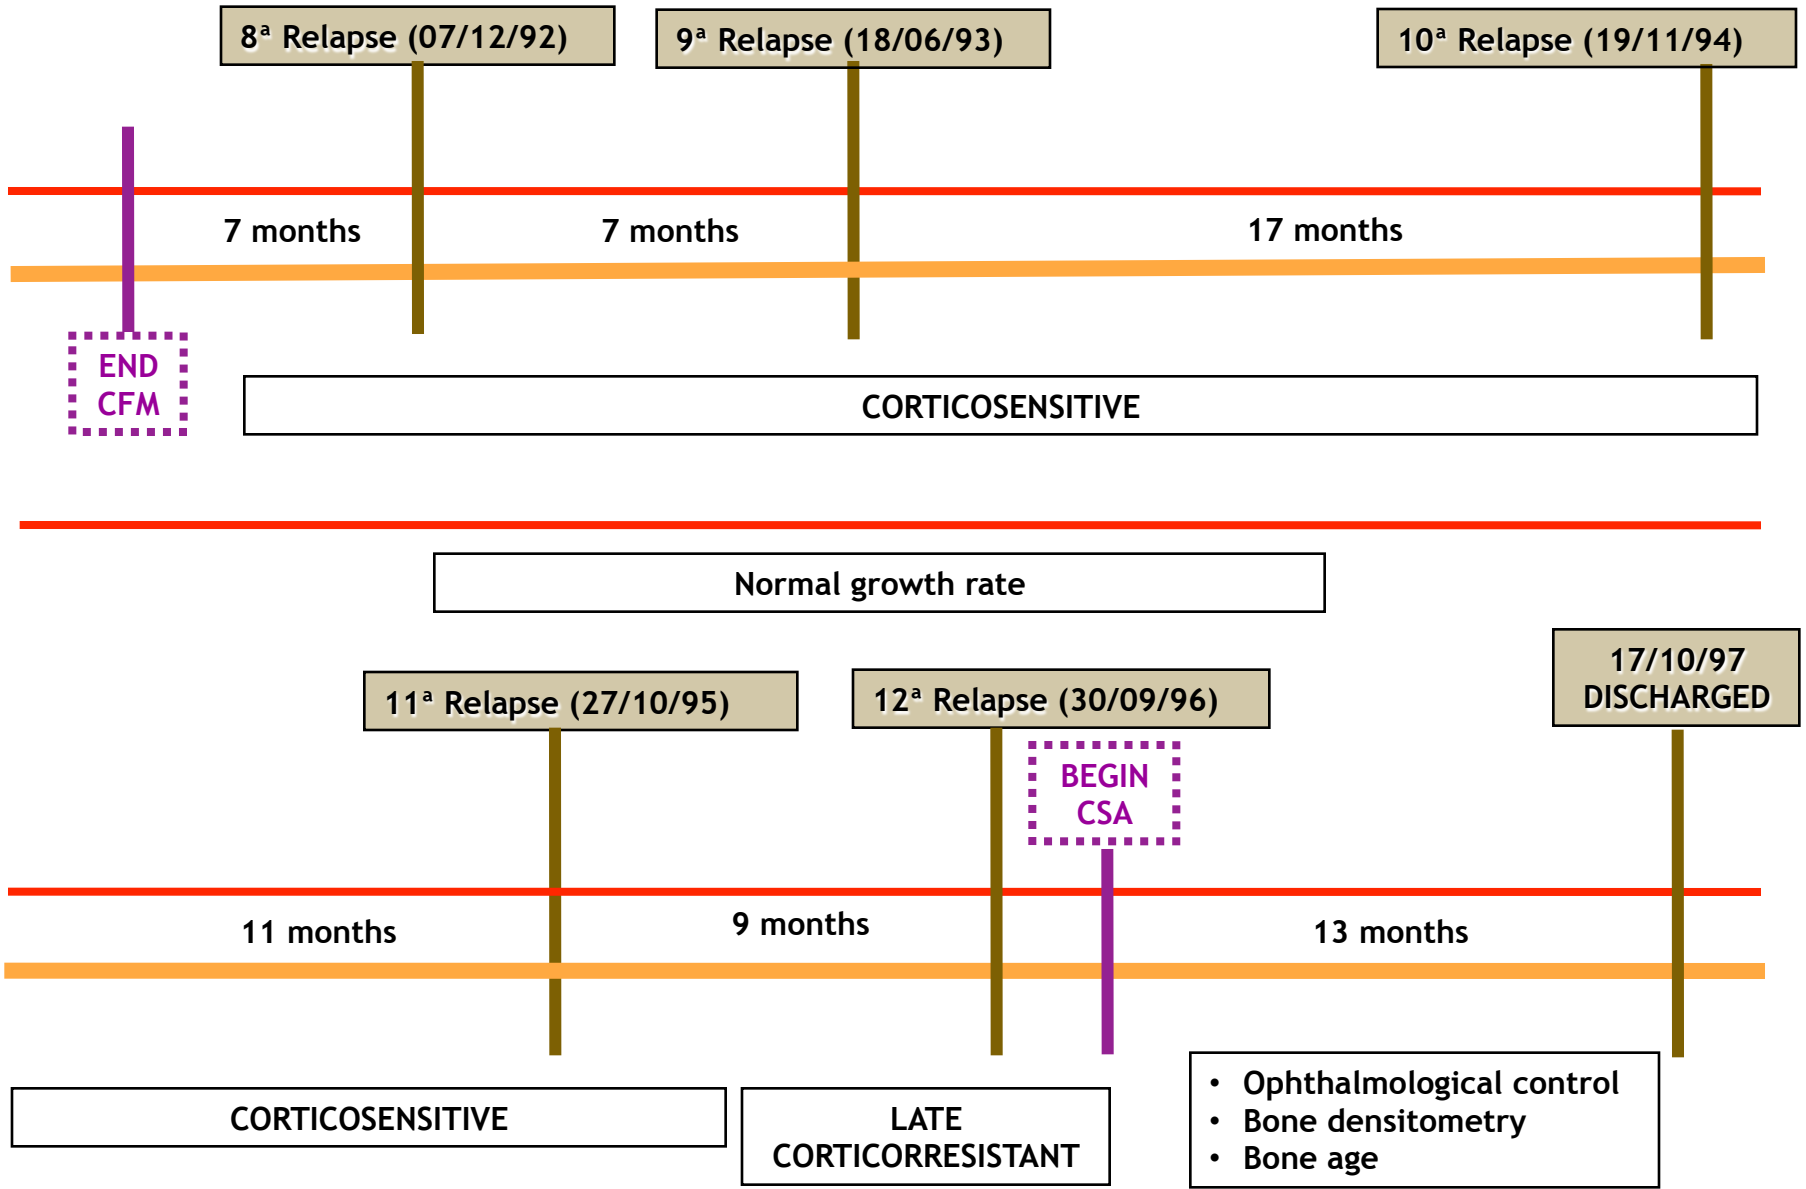 8ª Relapse (07/12/92)
9ª Relapse (18/06/93)
10ª Relapse (19/11/94)
7 months
7 months
17 months
END
CFM
CORTICOSENSITIVE
Normal growth rate
11ª Relapse (27/10/95)
12ª Relapse (30/09/96)
17/10/97
DISCHARGED
BEGIN
CSA
11 months
9 months
13 months
CORTICOSENSITIVE
LATE
CORTICORRESISTANT
• Ophthalmological control
• Bone densitometry
• Bone age